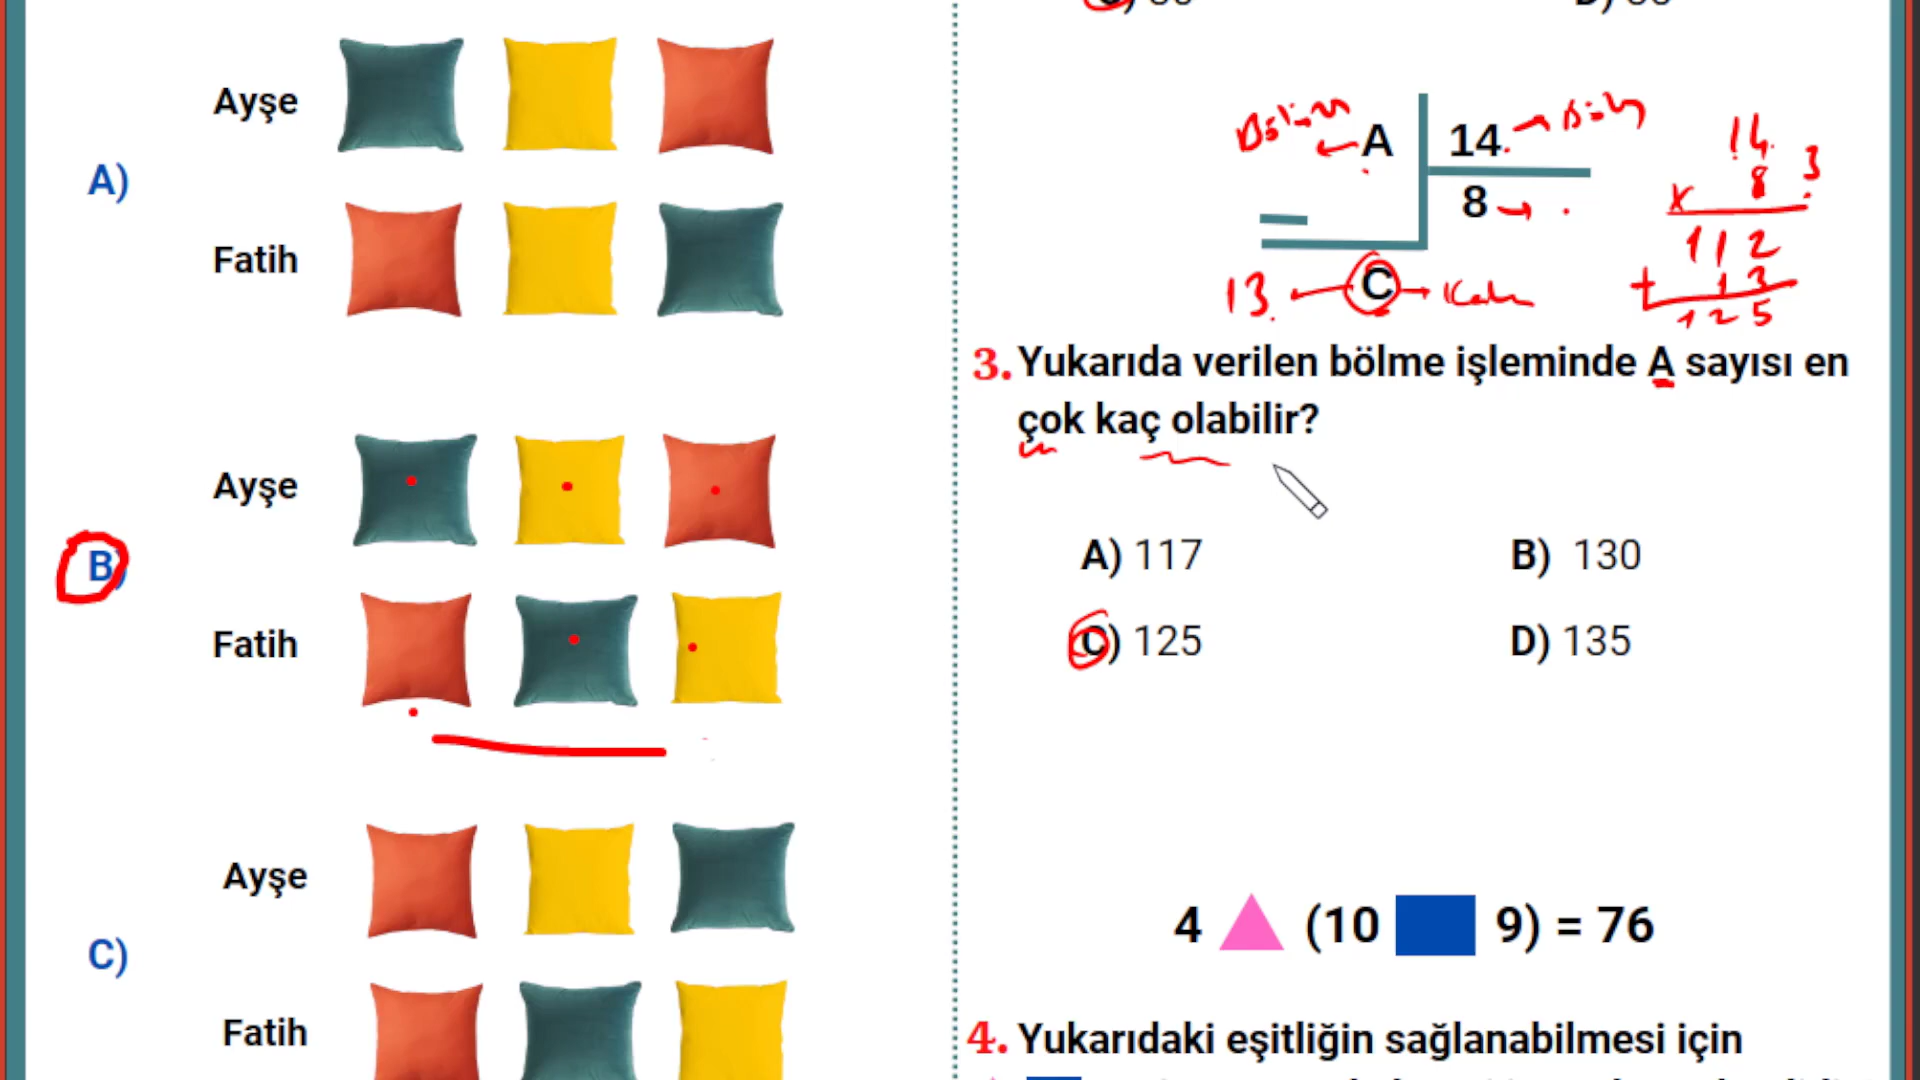 Ayşe
A)
Fatih
Ayşe
B)
Fatih
Ayşe
C)
Fatih
A 14
8
C
13
14
3
x 8
112
+ 13
125
3. Yukarıda verilen bölme işleminde A sayısı en
çok kaç olabilir?
A) 117 B) 130
C) 125 D) 135
4 (10 9) = 76
4. Yukarıdaki eşitliğin sağlanabilmesi için